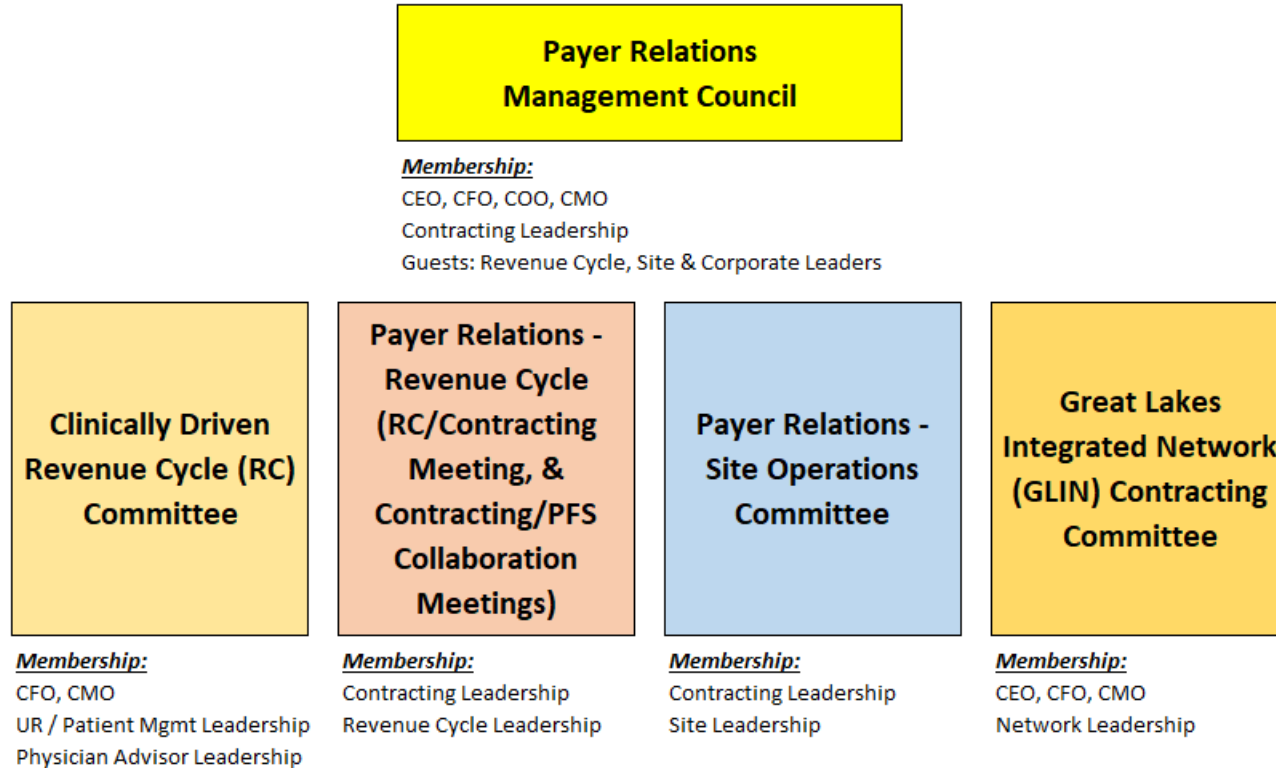 Payer Relations
Management Council
Membership:
CEO, CFO, COO, CMO
Contracting Leadership
Guests: Revenue Cycle, Site & Corporate Leaders
Clinically Driven
Revenue Cycle (RC)
Committee
Membership:
CFO, CMO
UR / Patient Mgmt Leadership
Physician Advisor Leadership
Payer Relations -
Revenue Cycle
(RC/Contracting
Meeting, &
Contracting/PFS
Collaboration
Meetings)
Membership:
Contracting Leadership
Revenue Cycle Leadership
Payer Relations -
Site Operations
Committee
Membership:
Contracting Leadership
Site Leadership
Great Lakes
Integrated Network
(GLIN) Contracting
Committee
Membership:
CEO, CFO, CMO
Network Leadership